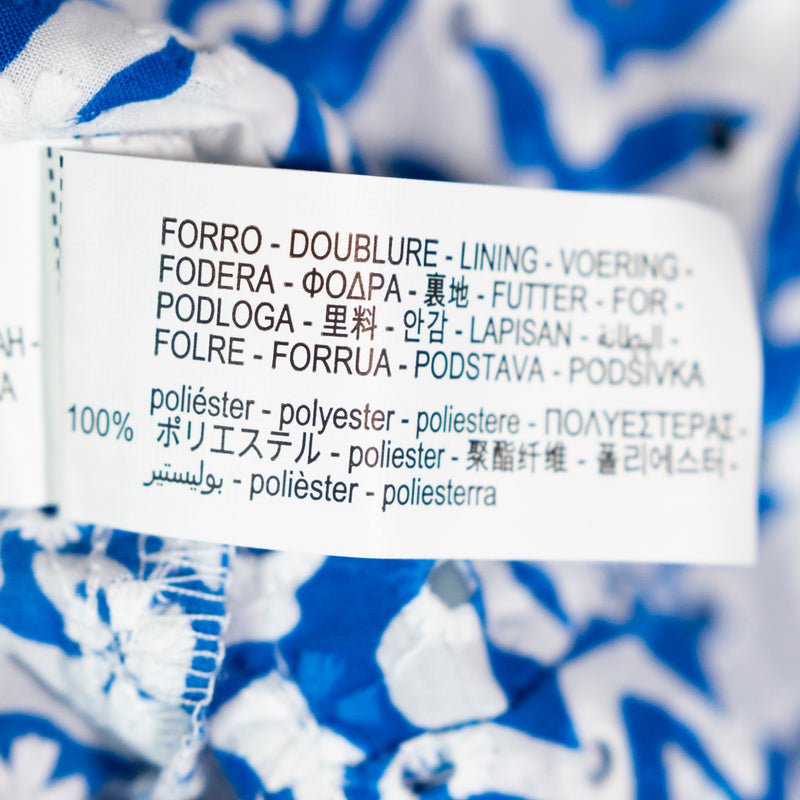 FORRO - DOUBLURE - LINING - VOERING -
FODERA - ΦΟΔΡΑ - 裏地 - FUTTER - FOR -
PODLOGA - 里料 - 안감 - LAPISAN - البطانة -
FOLRE - FORRUA - PODSTAVA - PODŠÍVKA
100% poliéster - polyester - poliestere - ΠΟΛΥΕΣΤΕΡΑΣ -
ポリエステル - poliester - 聚酯纤维 - 폴리에스터 -
بوليستير - polièster - poliesterra
AH -
A